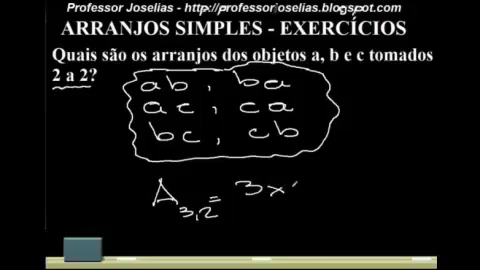 Professor Joselias - http://professorjoselias.blogspot.com
ARRANJOS SIMPLES - EXERCÍCIOS
Quais são os arranjos dos objetos a, b e c tomados
2 a 2?
ab, ba
ac, ca
bc, cb
A3,2 = 3x